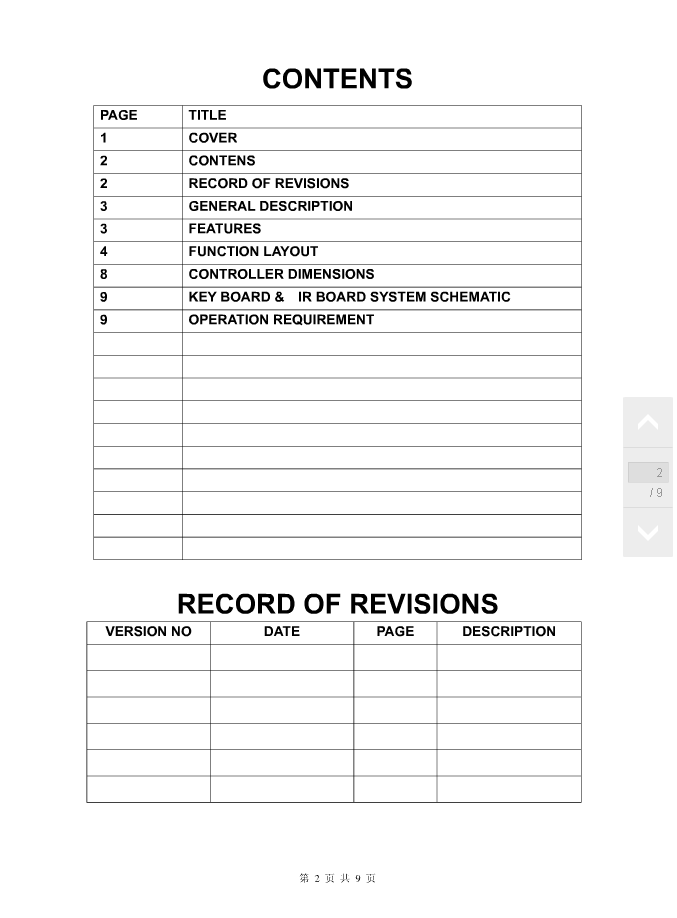 CONTENTS
PAGE TITLE
1 COVER
2 CONTENS
2 RECORD OF REVISIONS
3 GENERAL DESCRIPTION
3 FEATURES
4 FUNCTION LAYOUT
8 CONTROLLER DIMENSIONS
9 KEY BOARD & IR BOARD SYSTEM SCHEMATIC
9 OPERATION REQUIREMENT
2
/ 9
RECORD OF REVISIONS
VERSION NO DATE PAGE DESCRIPTION
第 2 页 共 9 页